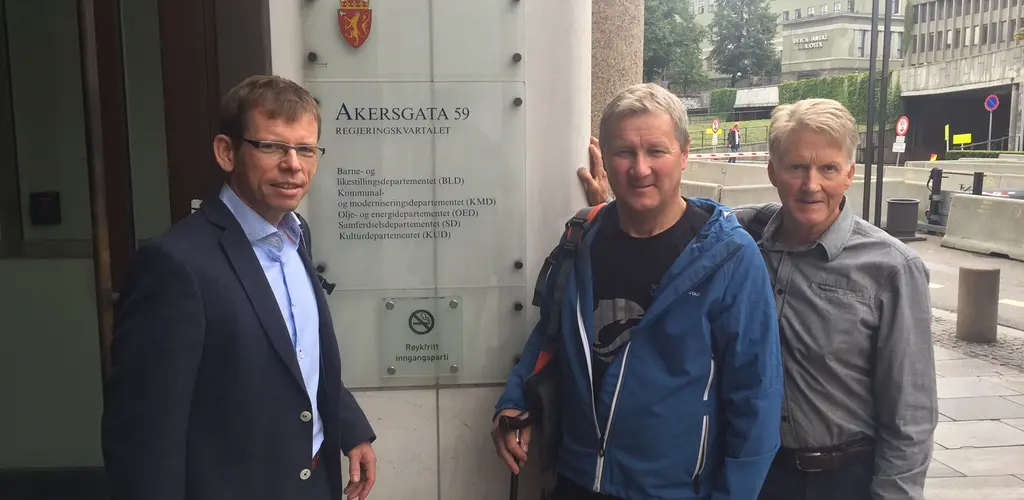 AKERSGATA 59
REGJERINGSKVARTALET
Barne- og
likestillingsdepartementet (BLD)
Kommunal-
og moderniseringsdepartementet (KMD)
Olje- og energidepartementet (OED)
Samferdselsdepartementet (SD)
Kulturdepartementet (KUD)
Røykfritt
inngangsparti